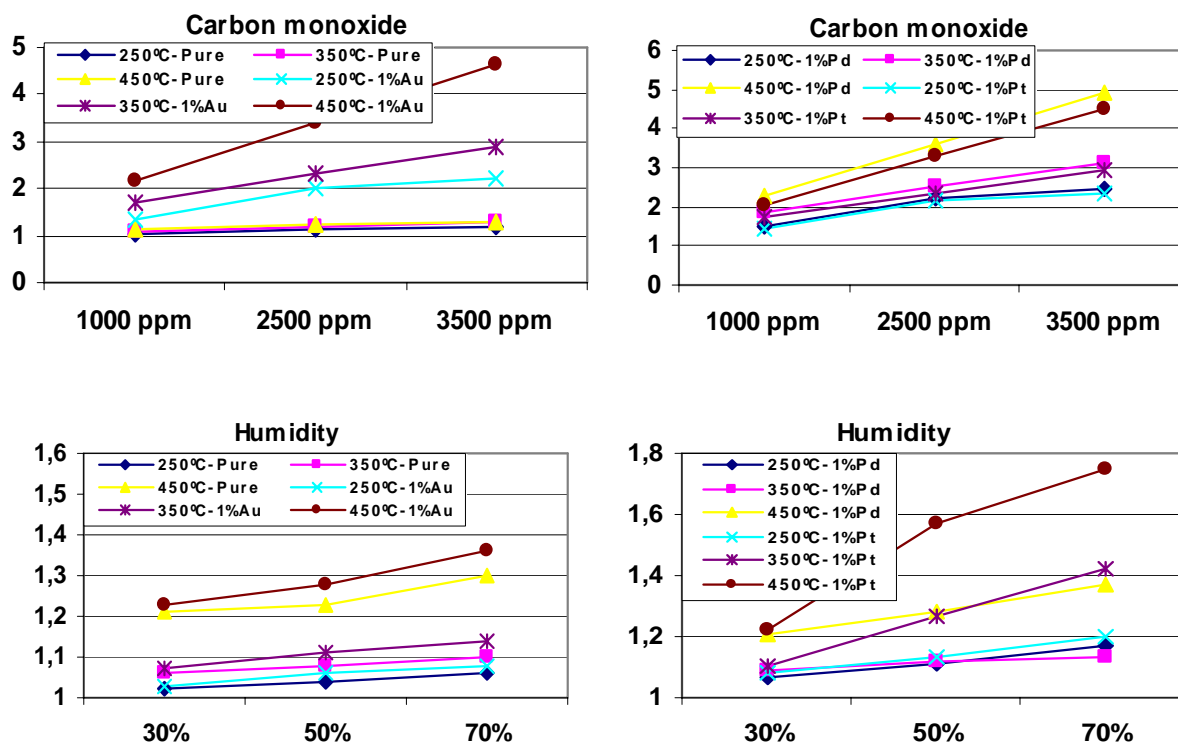 Carbon monoxide
5
4
3
2
1
0
250ºC-Pure 350ºC-Pure
450ºC-Pure 250ºC-1%Au
350ºC-1%Au 450ºC-1%Au
1000 ppm 2500 ppm 3500 ppm
Carbon monoxide
6
5
4
3
2
1
0
250ºC-1%Pd 350ºC-1%Pd
450ºC-1%Pd 250ºC-1%Pt
350ºC-1%Pt 450ºC-1%Pt
1000 ppm 2500 ppm 3500 ppm
Humidity
1,6
1,5
1,4
1,3
1,2
1,1
1
250ºC-Pure 350ºC-Pure
450ºC-Pure 250ºC-1%Au
350ºC-1%Au 450ºC-1%Au
30% 50% 70%
Humidity
1,8
1,6
1,4
1,2
1
250ºC-1%Pd
350ºC-1%Pd
450ºC-1%Pd
250ºC-1%Pt
350ºC-1%Pt
450ºC-1%Pt
30% 50% 70%